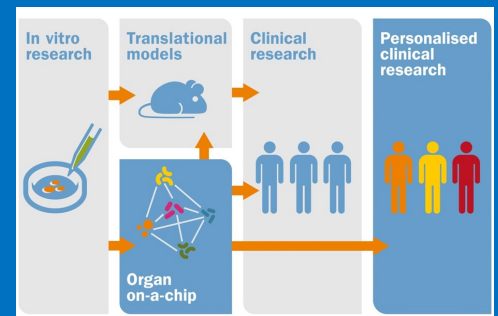 In vitro
research
Translational
models
Clinical
research
Personalised
clinical
research
Organ
on-a-chip